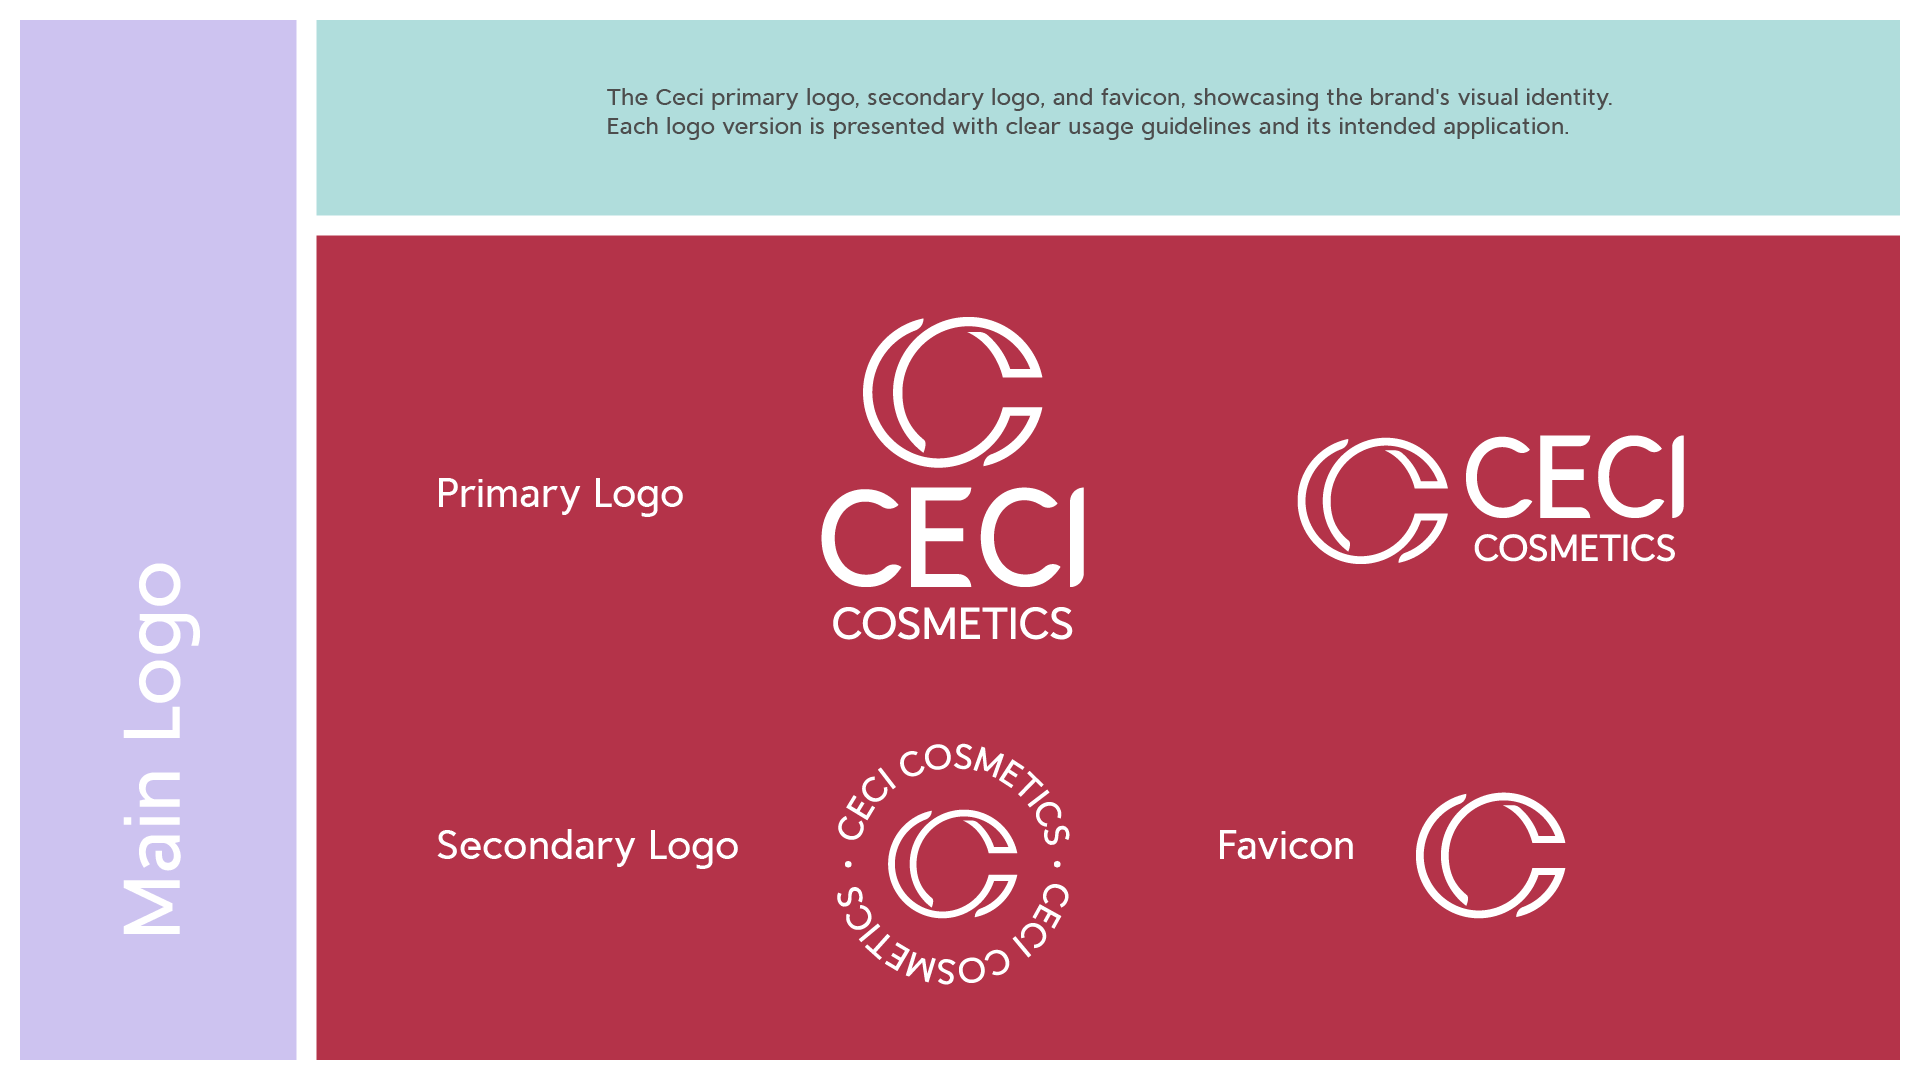 Main Logo
The Ceci primary logo, secondary logo, and favicon, showcasing the brand's visual identity.
Each logo version is presented with clear usage guidelines and its intended application.
Primary Logo
CECI
COSMETICS
CECI
COSMETICS
Secondary Logo
CECI COSMETICS · CECI COSMETICS ·
Favicon